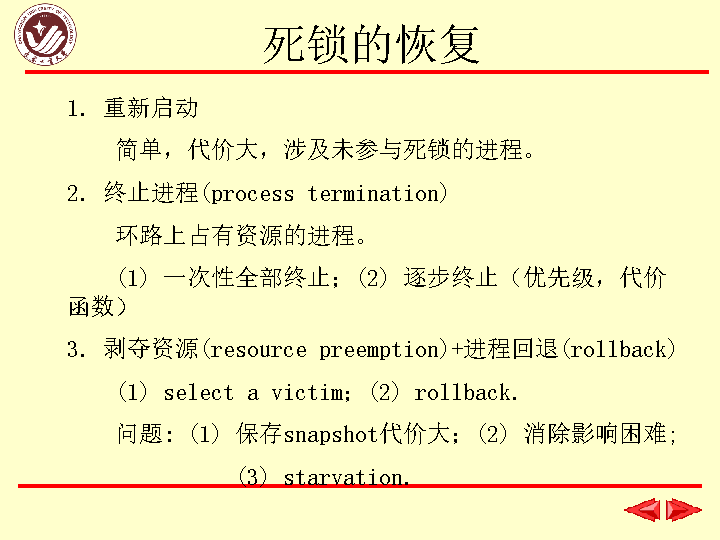 死锁的恢复
1. 重新启动
简单，代价大，涉及未参与死锁的进程。
2. 终止进程(process termination)
环路上占有资源的进程。
(1) 一次性全部终止；(2) 逐步终止（优先级，代价
函数）
3. 剥夺资源(resource preemption)+进程回退(rollback)
(1) select a victim；(2) rollback.
问题：(1) 保存snapshot代价大；(2) 消除影响困难；
(3) starvation.